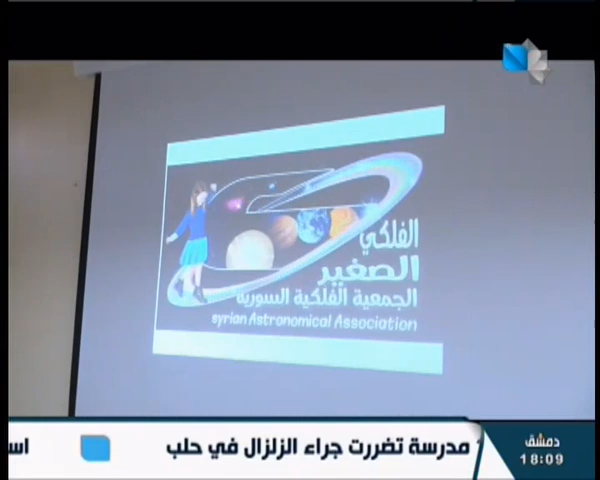 الفلكي
الصغير
الجمعية الفلكية السورية
syrian Astronomical Association
مدرسة تضررت جراء الزلزال في حلب
دمشق
18:09